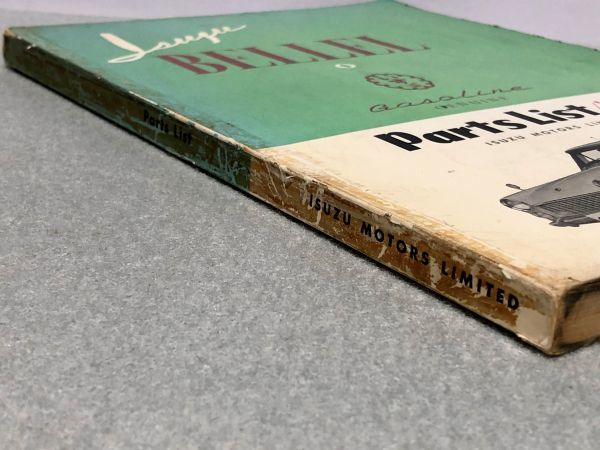 Isuzu
BELLEL
Gasoline
Parts List
ISUZU MOTORS
Parts List
ISUZU MOTORS LIMITED